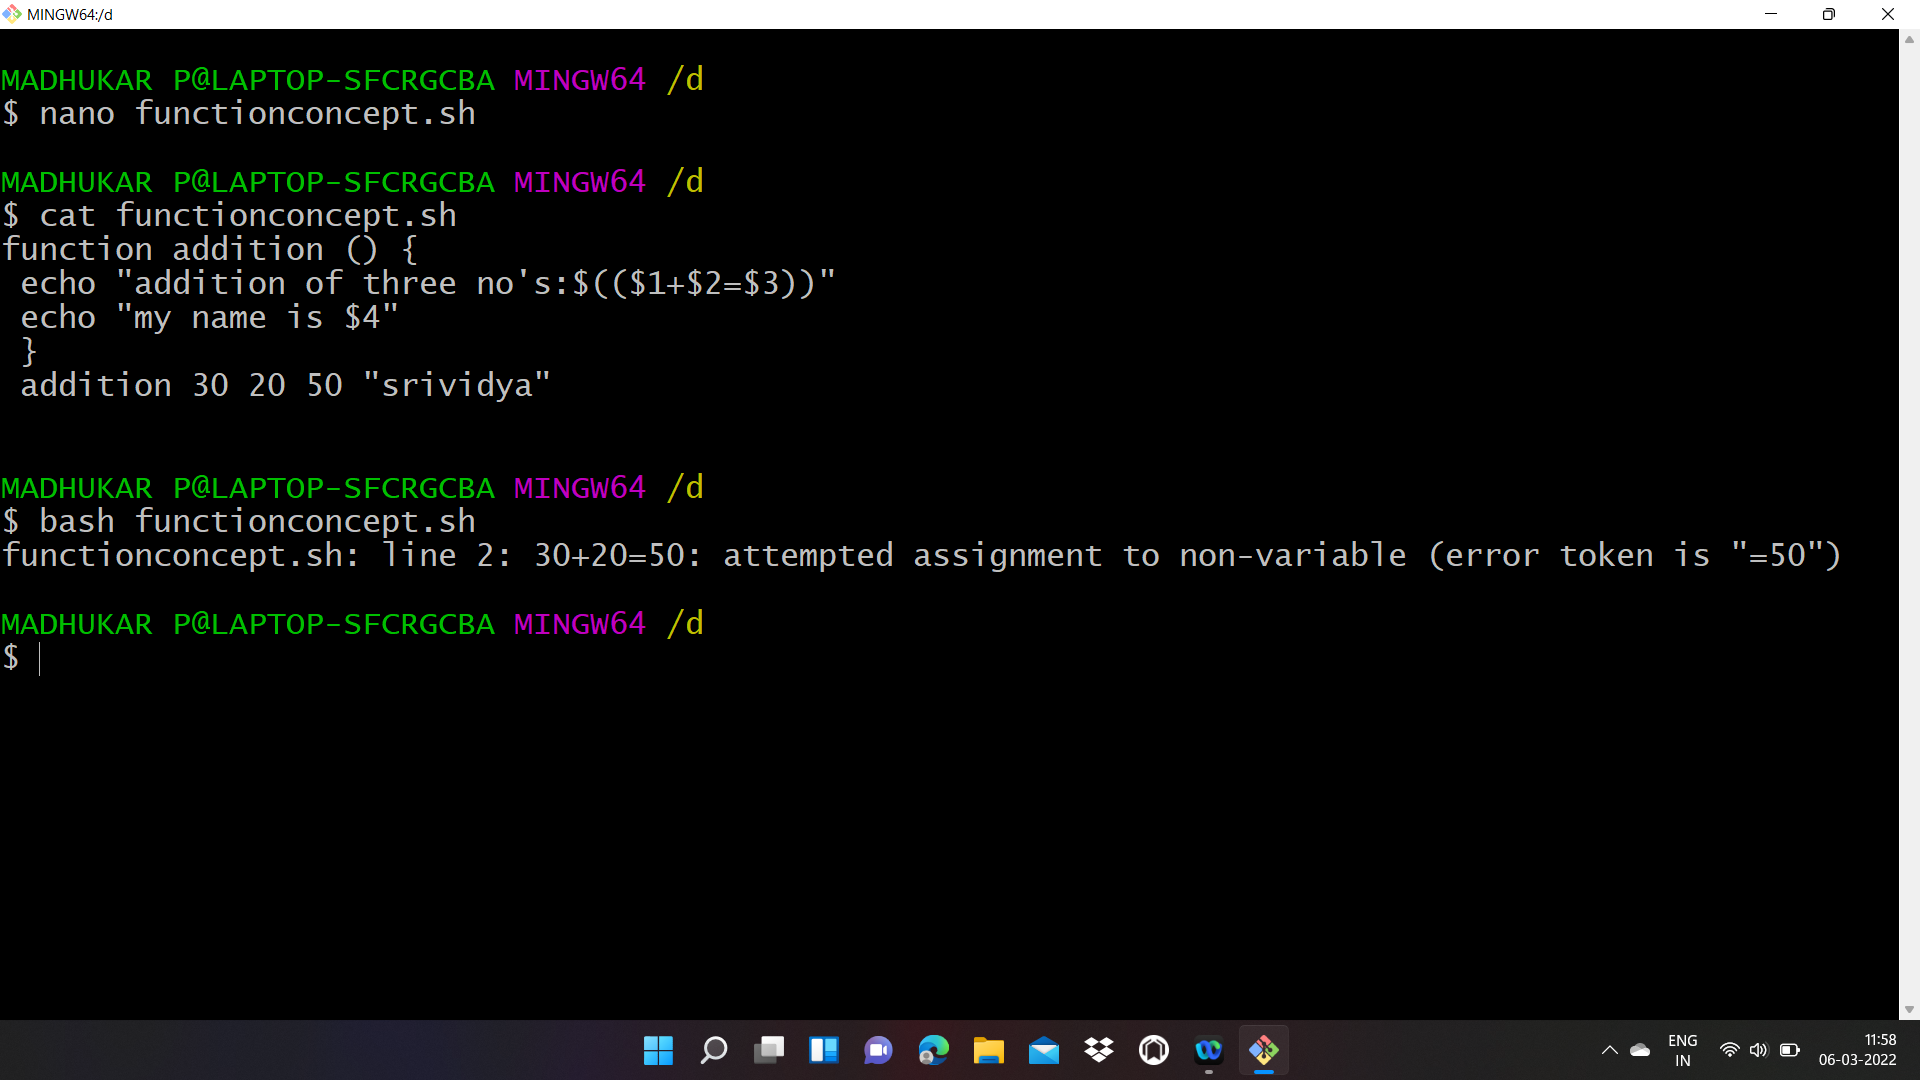 MINGW64:/d
MADHUKAR P@LAPTOP-SFCRGCBA MINGW64 /d
$ nano functionconcept.sh
MADHUKAR P@LAPTOP-SFCRGCBA MINGW64 /d
$ cat functionconcept.sh
function addition () {
 echo "addition of three no's:$(($1+$2=$3))"
 echo "my name is $4"
 }
 addition 30 20 50 "srividya"
MADHUKAR P@LAPTOP-SFCRGCBA MINGW64 /d
$ bash functionconcept.sh
functionconcept.sh: line 2: 30+20=50: attempted assignment to non-variable (error token is "=50")
MADHUKAR P@LAPTOP-SFCRGCBA MINGW64 /d
$
ENG
IN
11:58
06-03-2022